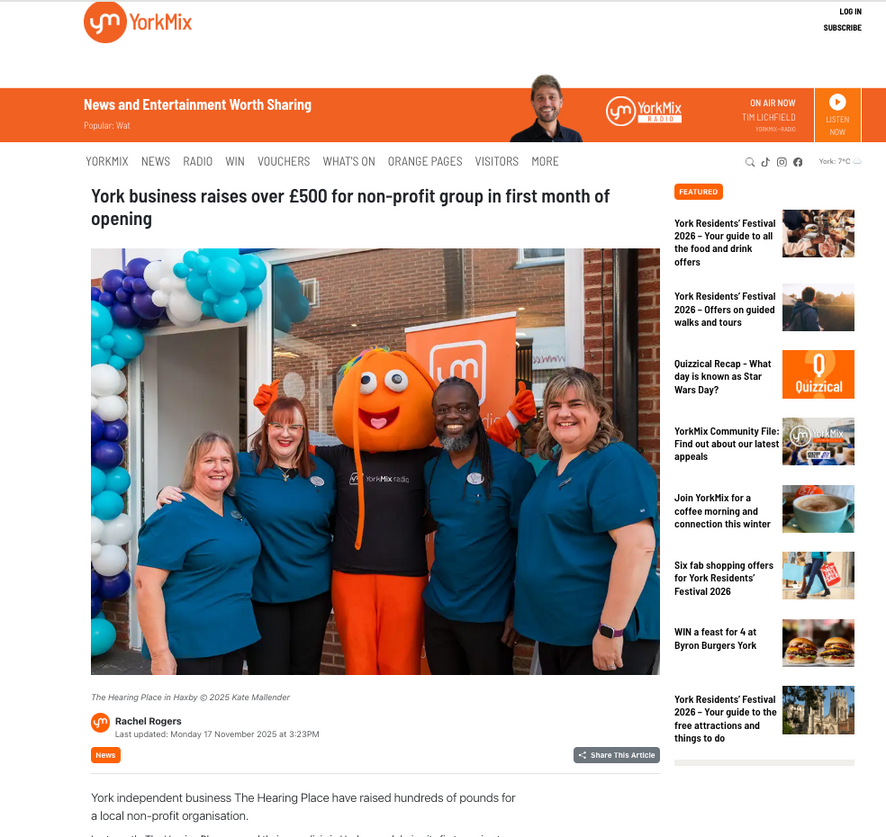 ym YorkMix
LOG IN
SUBSCRIBE
News and Entertainment Worth Sharing
Popular: Wat
ym YorkMix
RADIO
ON AIR NOW
TIM LICHFIELD
YORKMIX-RADIO
LISTEN
NOW
YORKMIX NEWS RADIO WIN VOUCHERS WHAT'S ON ORANGE PAGES VISITORS MORE
York: 7°C
York business raises over £500 for non-profit group in first month of
opening
ym
YorkMix radio
The Hearing Place in Haxby © 2025 Kate Mallender
ym
Rachel Rogers
Last updated: Monday 17 November 2025 at 3:23PM
News
Share This Article
York independent business The Hearing Place have raised hundreds of pounds for
a local non-profit organisation.
FEATURED
York Residents' Festival
2026 – Your guide to all
the food and drink
offers
York Residents' Festival
2026 – Offers on guided
walks and tours
Quizzical Recap - What
day is known as Star
Wars Day?
Q
Quizzical
YorkMix Community File:
Find out about our latest
appeals
ym YorkMix
Join YorkMix for a
coffee morning and
connection this winter
Six fab shopping offers
for York Residents'
Festival 2026
WIN a feast for 4 at
Byron Burgers York
York Residents' Festival
2026 – Your guide to the
free attractions and
things to do